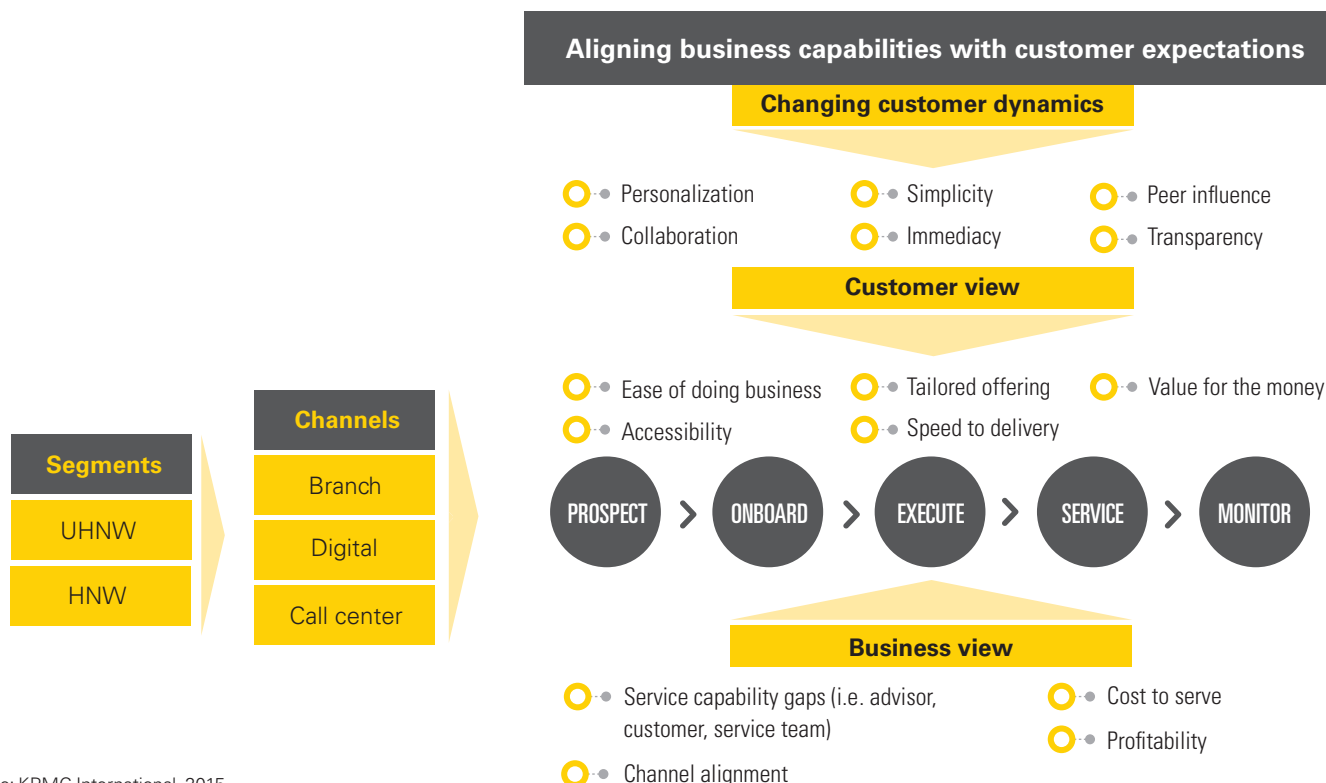 Aligning business capabilities with customer expectations
Changing customer dynamics
Personalization
Simplicity
Peer influence
Collaboration
Immediacy
Transparency
Customer view
Ease of doing business
Tailored offering
Value for the money
Accessibility
Speed to delivery
Segments
UHNW
HNW
Channels
Branch
Digital
Call center
PROSPECT
ONBOARD
EXECUTE
SERVICE
MONITOR
Business view
Service capability gaps (i.e. advisor,
customer, service team)
Cost to serve
Profitability
Channel alignment
KPMG International, 2015